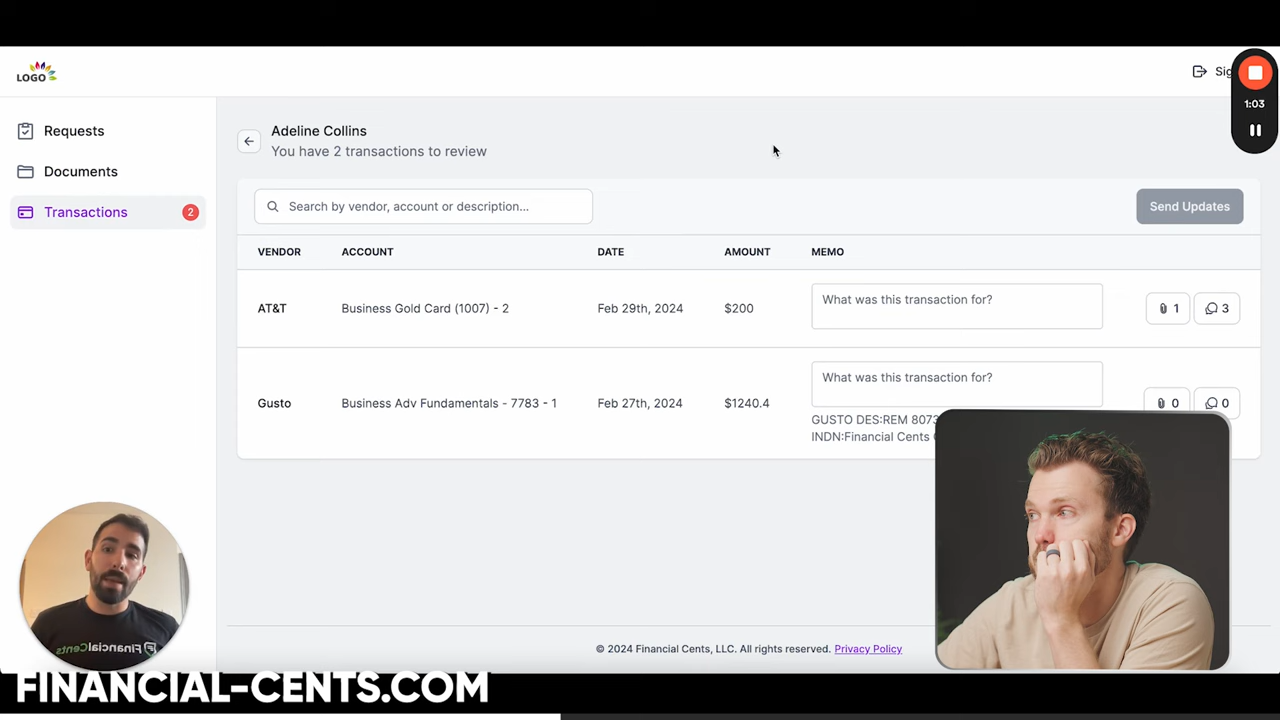 LOGO
Sig
1:03
Requests
Documents
Transactions
2
Adeline Collins
You have 2 transactions to review
Search by vendor, account or description...
Send Updates
VENDOR ACCOUNT DATE AMOUNT MEMO
AT&T Business Gold Card (1007) - 2 Feb 29th, 2024 $200 What was this transaction for? 1 3
Gusto Business Adv Fundamentals - 7783 - 1 Feb 27th, 2024 $1240.4 What was this transaction for? 0 0
GUSTO DES:REM 8073
INDN:Financial Cents
FinancialCents
© 2024 Financial Cents, LLC. All rights reserved. Privacy Policy
FINANCIAL-CENTS.COM